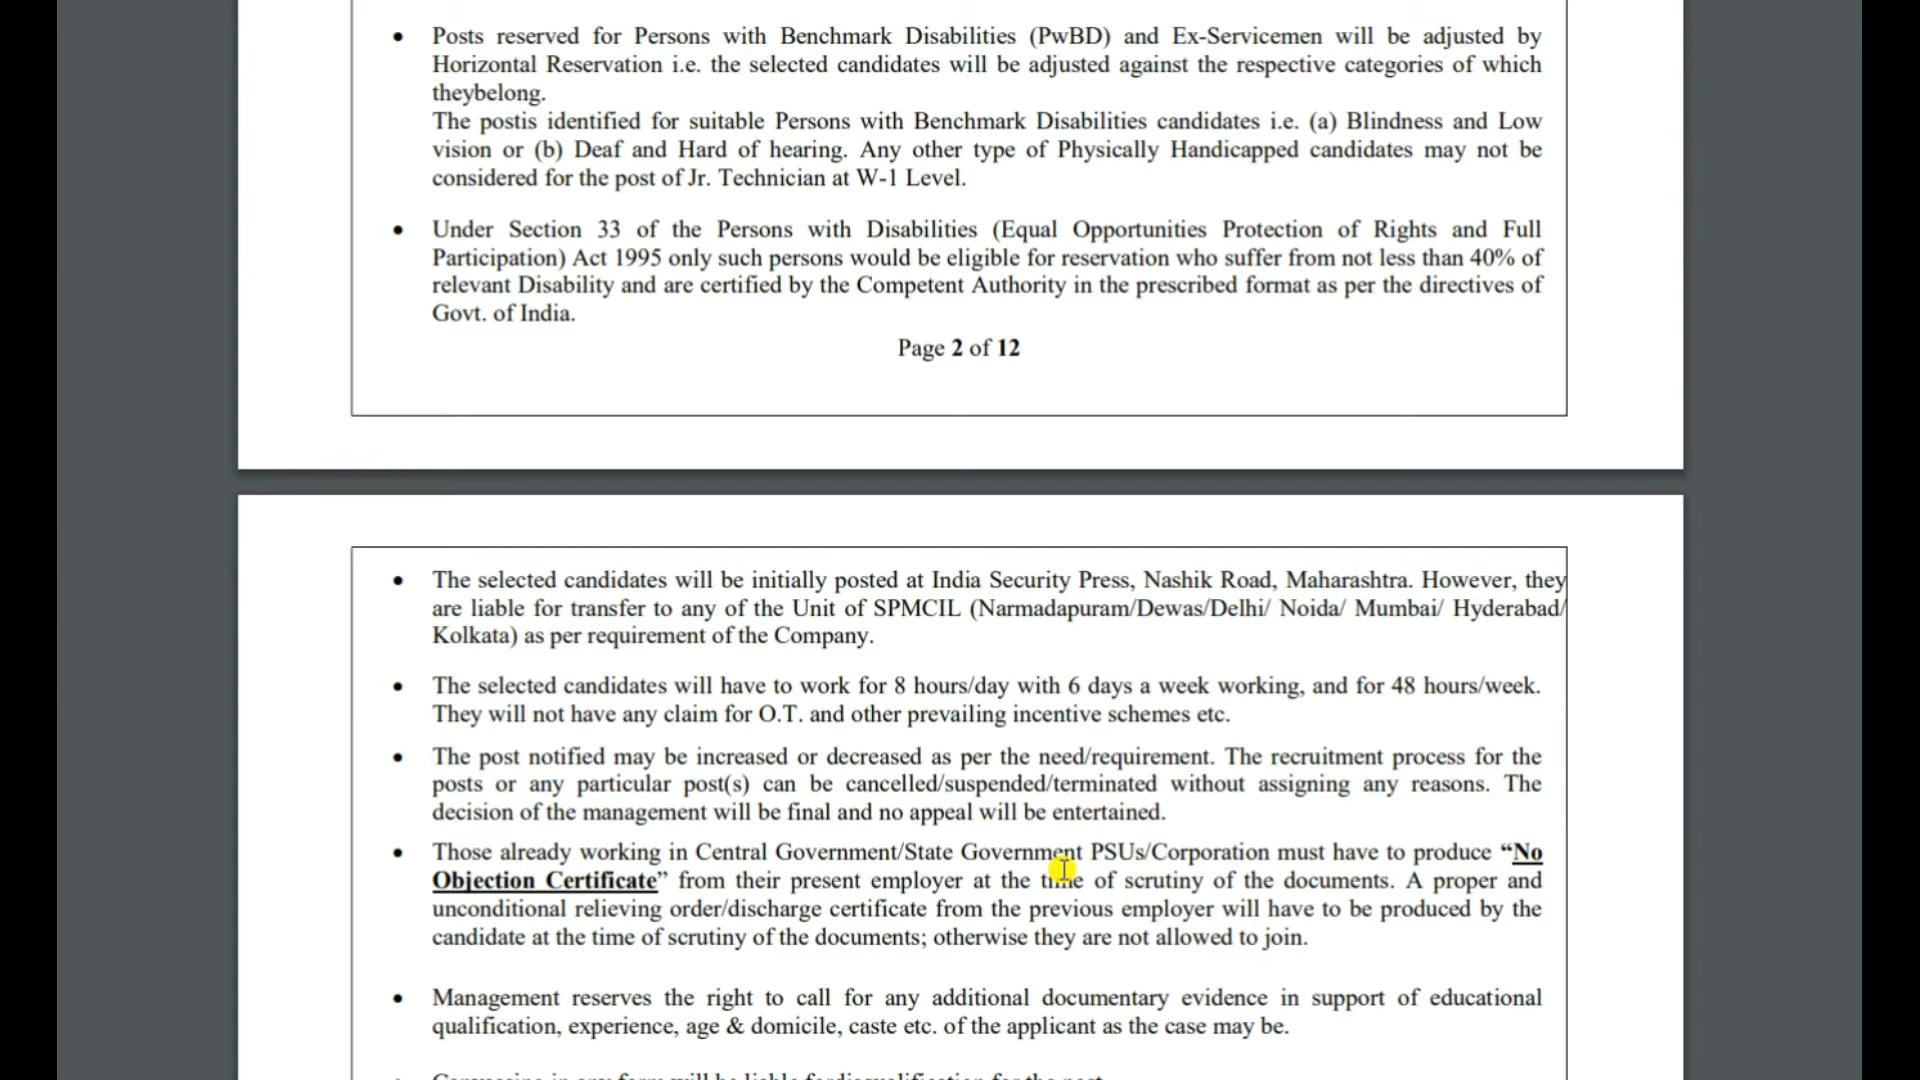 • Posts reserved for Persons with Benchmark Disabilities (PwBD) and Ex-Servicemen will be adjusted by
Horizontal Reservation i.e. the selected candidates will be adjusted against the respective categories of which
theybelong.
The postis identified for suitable Persons with Benchmark Disabilities candidates i.e. (a) Blindness and Low
vision or (b) Deaf and Hard of hearing. Any other type of Physically Handicapped candidates may not be
considered for the post of Jr. Technician at W-1 Level.
• Under Section 33 of the Persons with Disabilities (Equal Opportunities Protection of Rights and Full
Participation) Act 1995 only such persons would be eligible for reservation who suffer from not less than 40% of
relevant Disability and are certified by the Competent Authority in the prescribed format as per the directives of
Govt. of India.
Page 2 of 12
• The selected candidates will be initially posted at India Security Press, Nashik Road, Maharashtra. However, they
are liable for transfer to any of the Unit of SPMCIL (Narmadapuram/Dewas/Delhi/ Noida/ Mumbai/ Hyderabad/
Kolkata) as per requirement of the Company.
• The selected candidates will have to work for 8 hours/day with 6 days a week working, and for 48 hours/week.
They will not have any claim for O.T. and other prevailing incentive schemes etc.
• The post notified may be increased or decreased as per the need/requirement. The recruitment process for the
posts or any particular post(s) can be cancelled/suspended/terminated without assigning any reasons. The
decision of the management will be final and no appeal will be entertained.
• Those already working in Central Government/State Government PSUs/Corporation must have to produce “No
Objection Certificate” from their present employer at the time of scrutiny of the documents. A proper and
unconditional relieving order/discharge certificate from the previous employer will have to be produced by the
candidate at the time of scrutiny of the documents; otherwise they are not allowed to join.
• Management reserves the right to call for any additional documentary evidence in support of educational
qualification, experience, age & domicile, caste etc. of the applicant as the case may be.